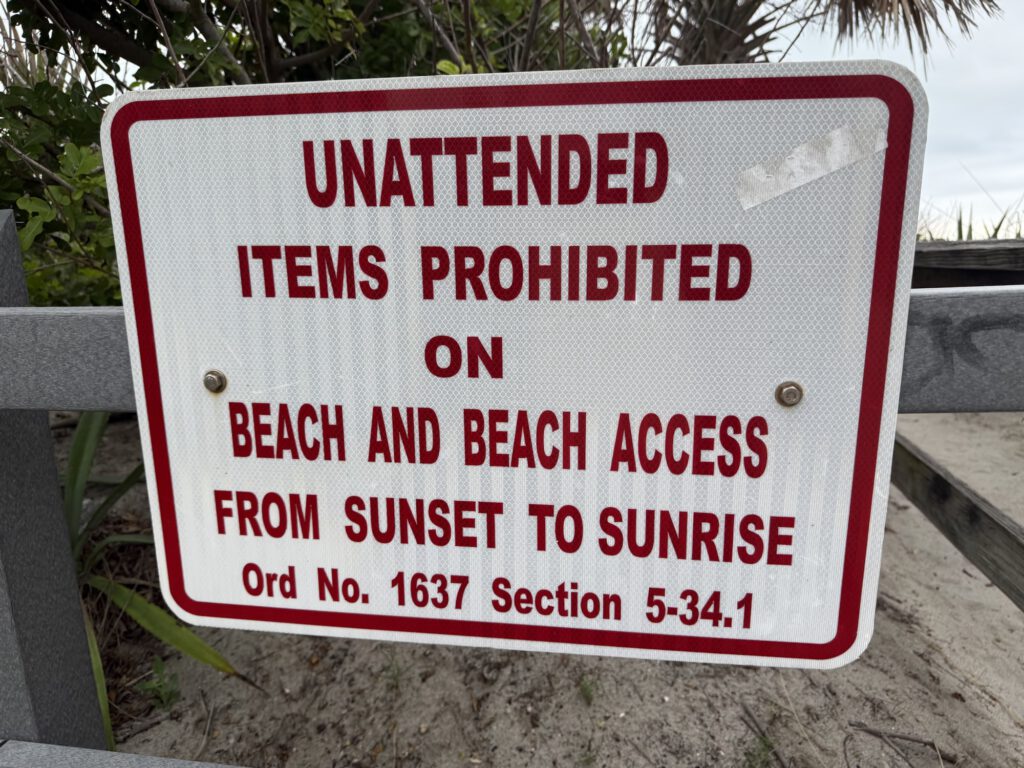 UNATTENDED
ITEMS PROHIBITED
ON
BEACH AND BEACH ACCESS
FROM SUNSET TO SUNRISE
Ord No. 1637 Section 5-34.1